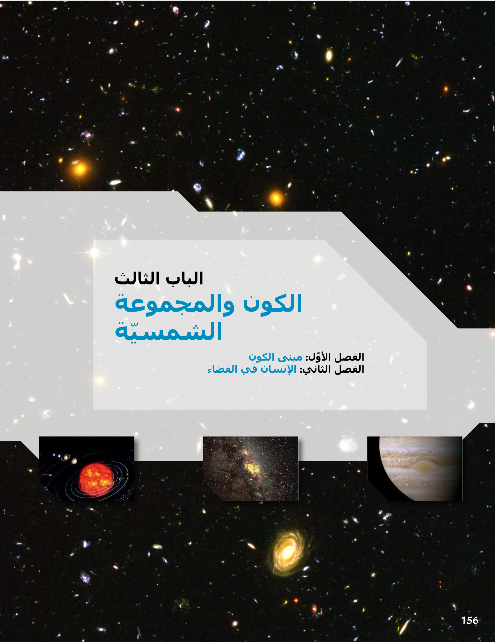 الباب الثالث
الكون والمجموعة
الشمسيّة
الفصل الأوّل: مبنى الكون
الفصل الثاني: الإنسان في الفضاء
156